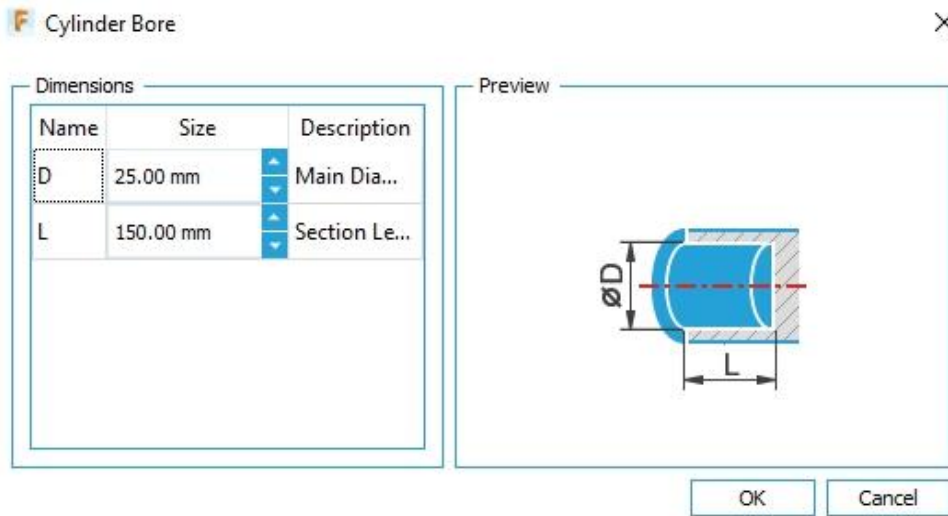 Cylinder Bore
Dimensions
Name Size Description
D 25.00 mm Main Dia...
L 150.00 mm Section Le...
Preview
ØD
L
OK Cancel